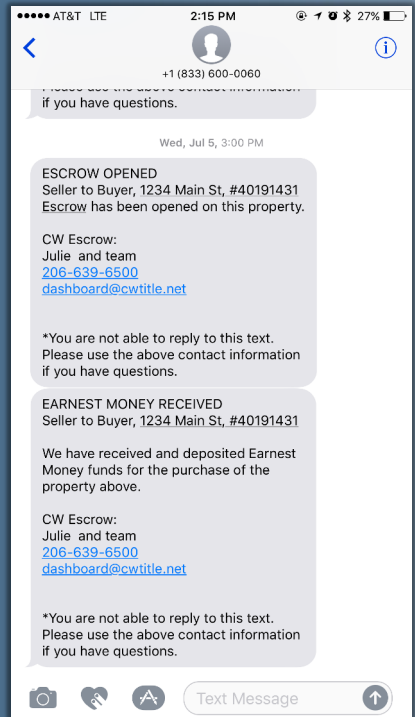 AT&T LTE 2:15 PM 27%
+1 (833) 600-0060
Please use the above contact information
if you have questions.
Wed, Jul 5, 3:00 PM
ESCROW OPENED
Seller to Buyer, 1234 Main St, #40191431
Escrow has been opened on this property.
CW Escrow:
Julie and team
206-639-6500
dashboard@cwtitle.net
*You are not able to reply to this text.
Please use the above contact information
if you have questions.
EARNEST MONEY RECEIVED
Seller to Buyer, 1234 Main St, #40191431
We have received and deposited Earnest
Money funds for the purchase of the
property above.
CW Escrow:
Julie and team
206-639-6500
dashboard@cwtitle.net
*You are not able to reply to this text.
Please use the above contact information
if you have questions.
Text Message